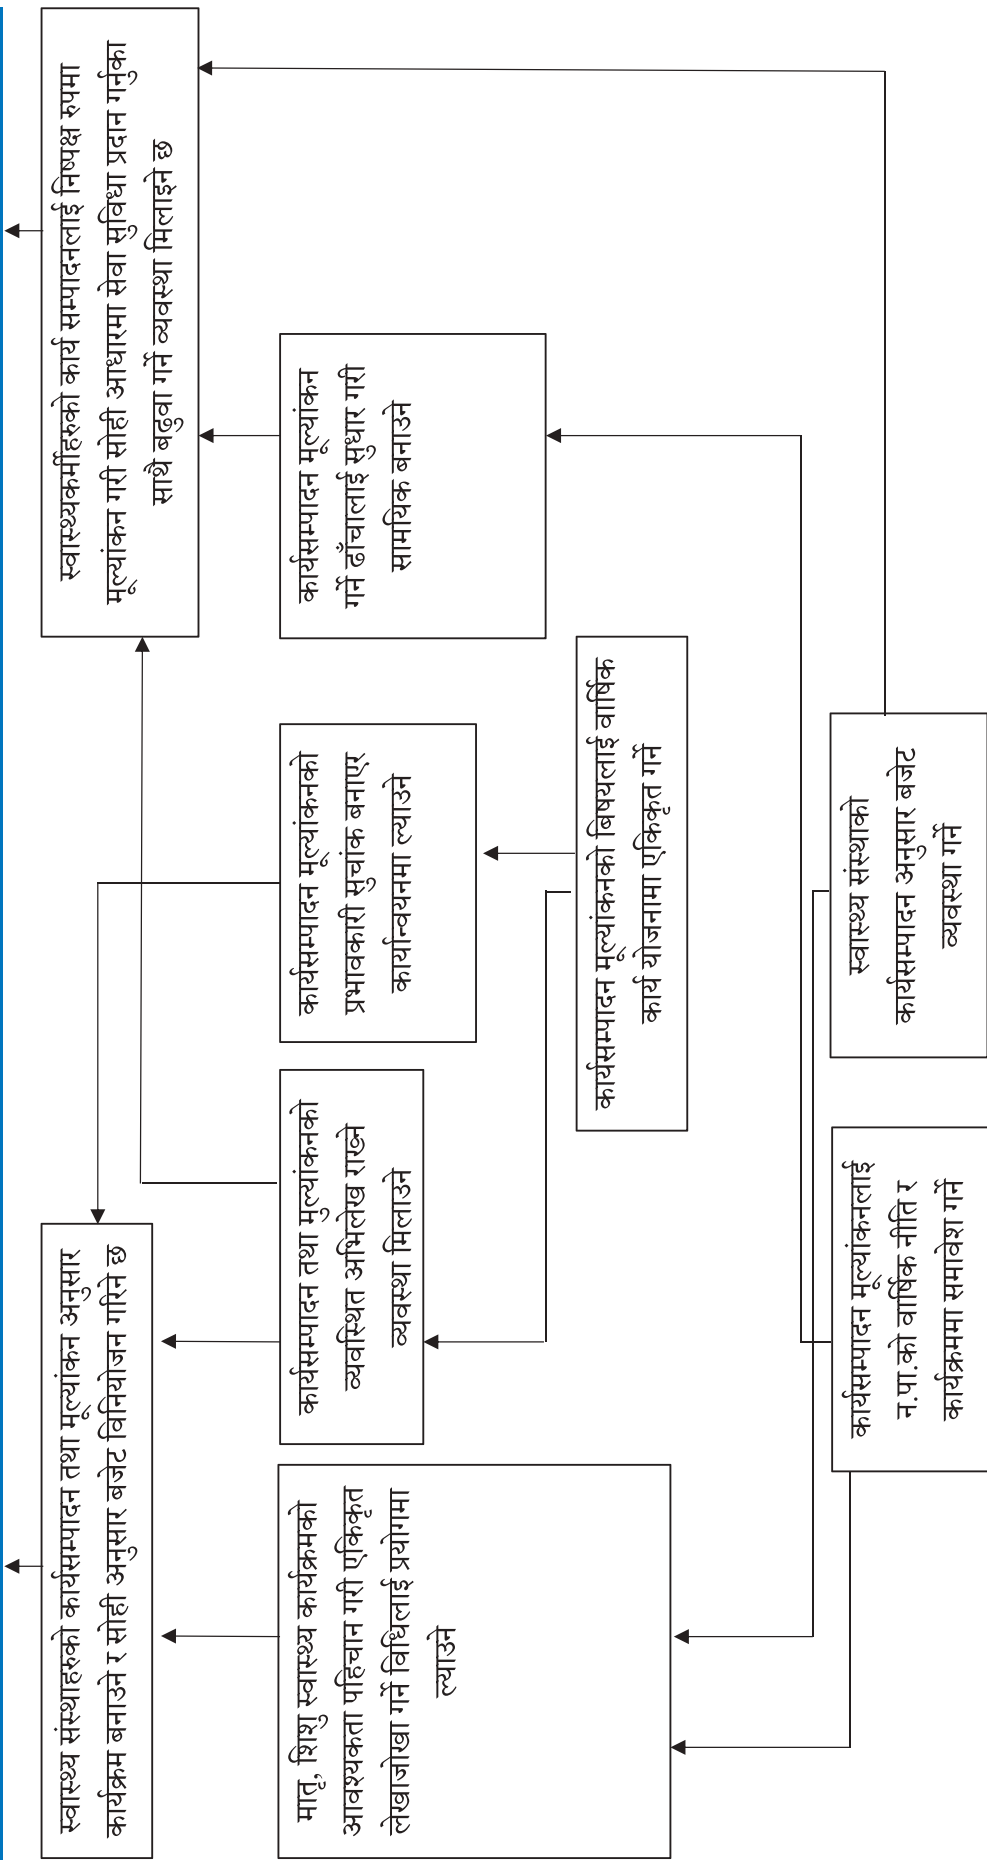 स्वास्थ्य संस्थाहरुको कार्यसम्पादन तथा मूल्यांकन अनुसार
कार्यक्रम बनाउने र सोही अनुसार बजेट विनियोजन गरिने छ
स्वास्थ्यकर्मीहरुको कार्य सम्पादनलाई निष्पक्ष रुपमा
मूल्यांकन गरी सोही आधारमा सेवा सुविधा प्रदान गर्नुका
साथै बढुवा गर्ने व्यवस्था मिलाइने छ
मातृ, शिशु स्वास्थ्य कार्यक्रमको
आवश्यकता पहिचान गरी एकिकृत
लेखाजोखा गर्ने विधिलाई प्रयोगमा
ल्याउने
कार्यसम्पादन तथा मुल्यांकनको
व्यवास्थित अभिलेख राख्ने
व्यवस्था मिलाउने
कार्यसम्पादन मूल्यांकनको
प्रभावकारी सुचांक बनाएर
कार्यान्वयनमा ल्याउने
कार्यसम्पादन मूल्यांकन
गर्ने ढाँचालाई सुधार गरी
सामयिक बनाउने
कार्यसम्पादन मूल्यांकनका बिषयलाई वार्षिक
कार्य योजनामा एकिकृत गर्ने
कार्यसम्पादन मूल्यांकनलाई
न.पा.को वार्षिक नीति र
कार्यक्रममा समावेश गर्ने
स्वास्थ्य संस्थाको
कार्यसम्पादन अनुसार बजेट
व्यवस्था गर्ने